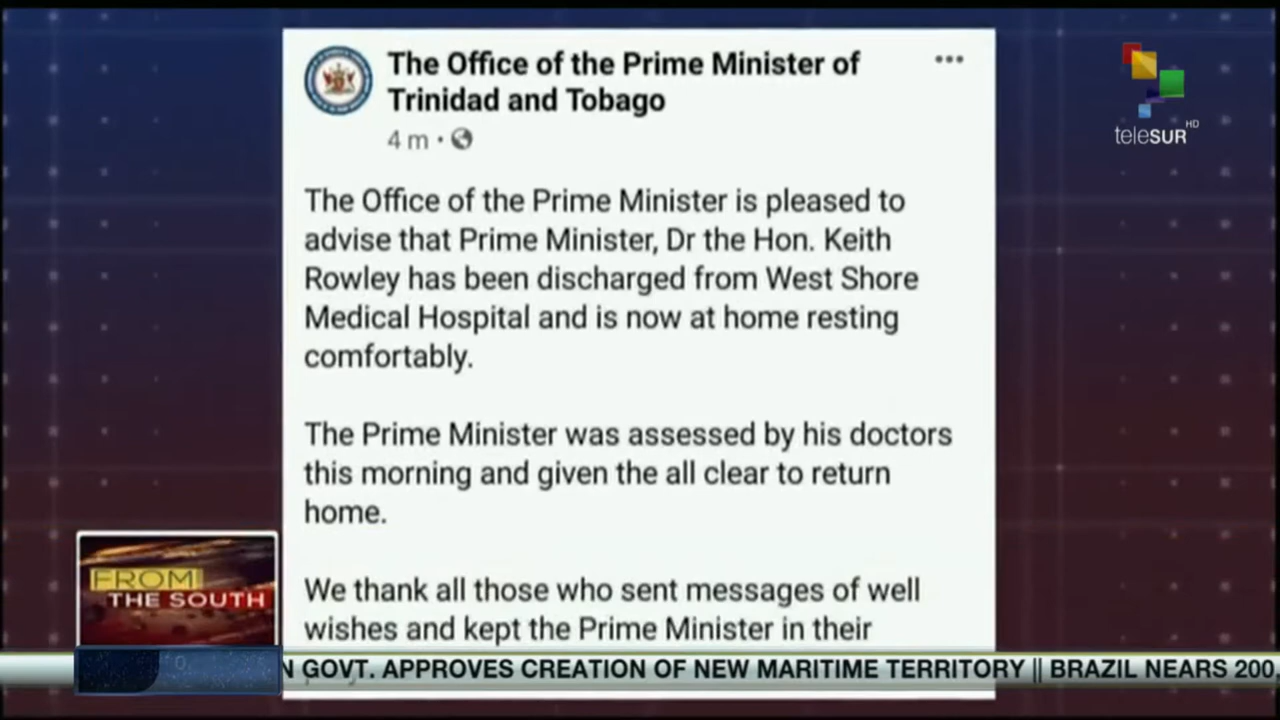 The Office of the Prime Minister of
Trinidad and Tobago
4 m ·
HD
teleSUR
The Office of the Prime Minister is pleased to
advise that Prime Minister, Dr the Hon. Keith
Rowley has been discharged from West Shore
Medical Hospital and is now at home resting
comfortably.
The Prime Minister was assessed by his doctors
this morning and given the all clear to return
home.
We thank all those who sent messages of well
wishes and kept the Prime Minister in their
FROM
THE SOUTH
N GOVT. APPROVES CREATION OF NEW MARITIME TERRITORY || BRAZIL NEARS 200,